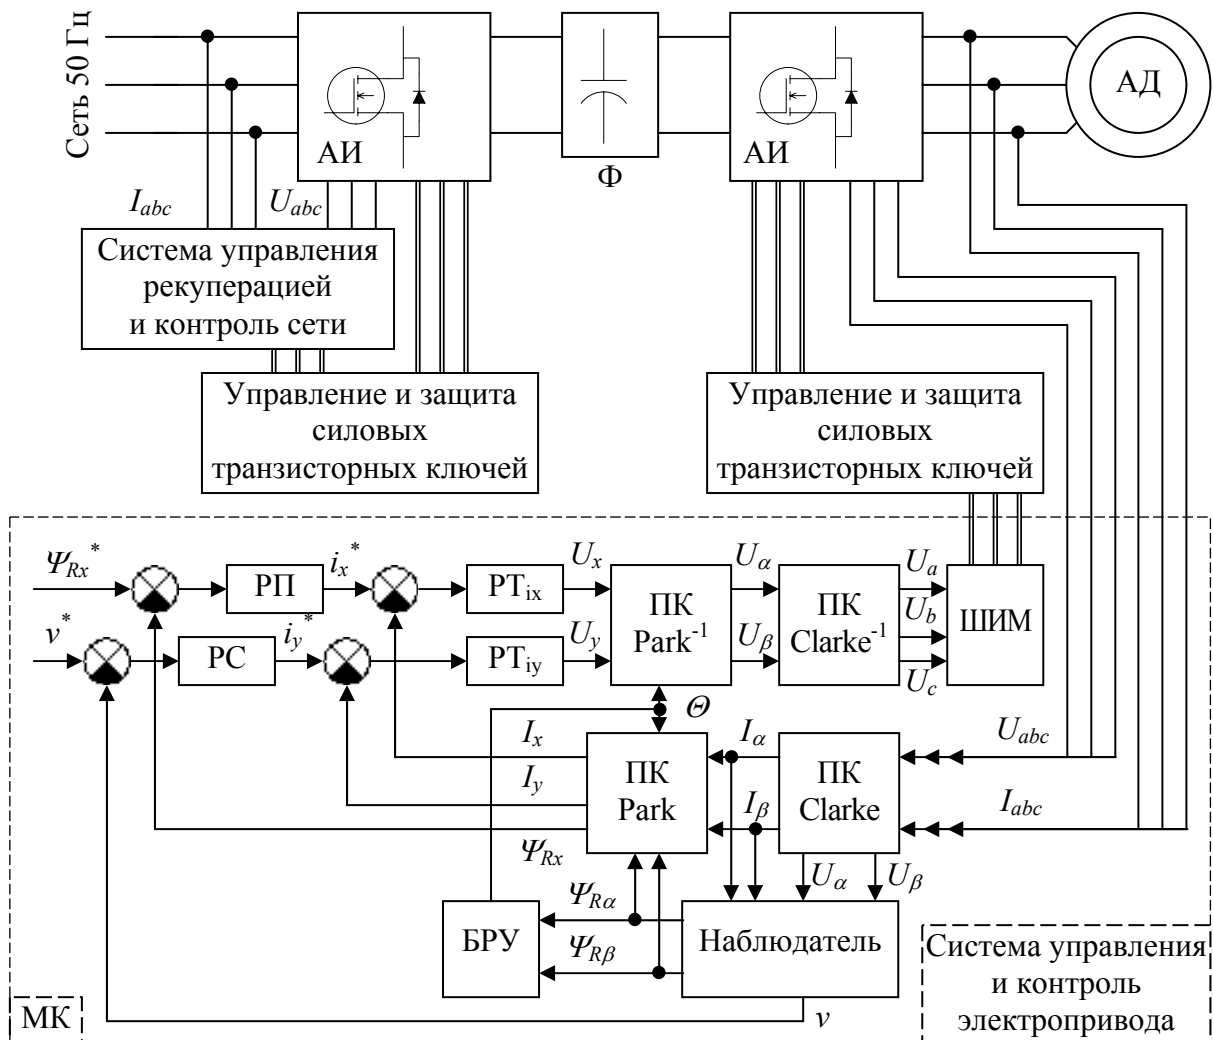 Сеть 50 Гц
АИ
Ф
АИ
АД
I_abc
U_abc
Система управления
рекуперацией
и контроль сети
Управление и защита
силовых
транзисторных ключей
Управление и защита
силовых
транзисторных ключей
Ψ_Rx^*
РП
i_x^*
РТ_ix
U_x
ПК
Park^-1
U_α
ПК
Clarke^-1
U_a
U_b
U_c
ШИМ
v^*
РС
i_y^*
РТ_iy
U_y
U_β
Θ
I_x
I_y
Ψ_Rx
ПК
Park
I_α
I_β
ПК
Clarke
U_abc
I_abc
U_α
U_β
Ψ_Rα
Ψ_Rβ
БРУ
Наблюдатель
v
МК
Система управления
и контроль
электропривода